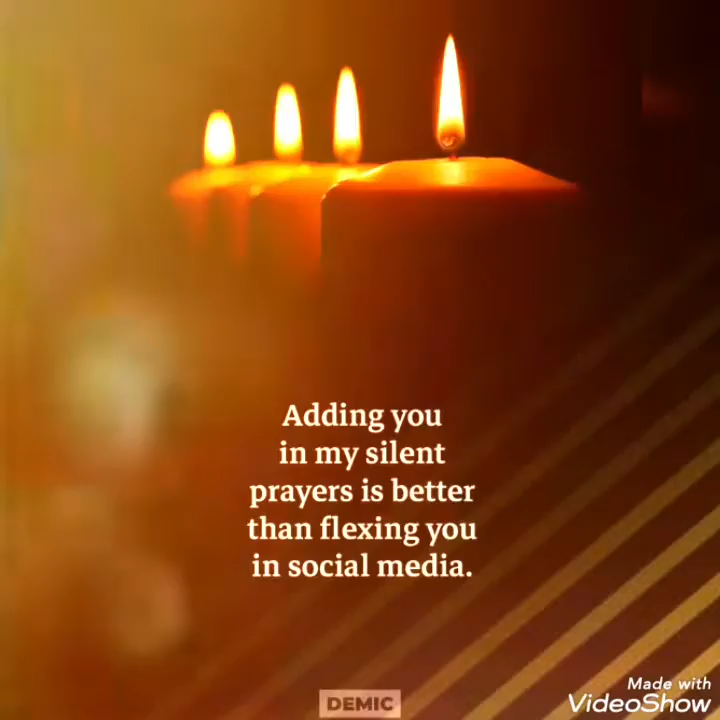 Adding you
in my silent
prayers is better
than flexing you
in social media.
DEMIC
Made with
VideoShow